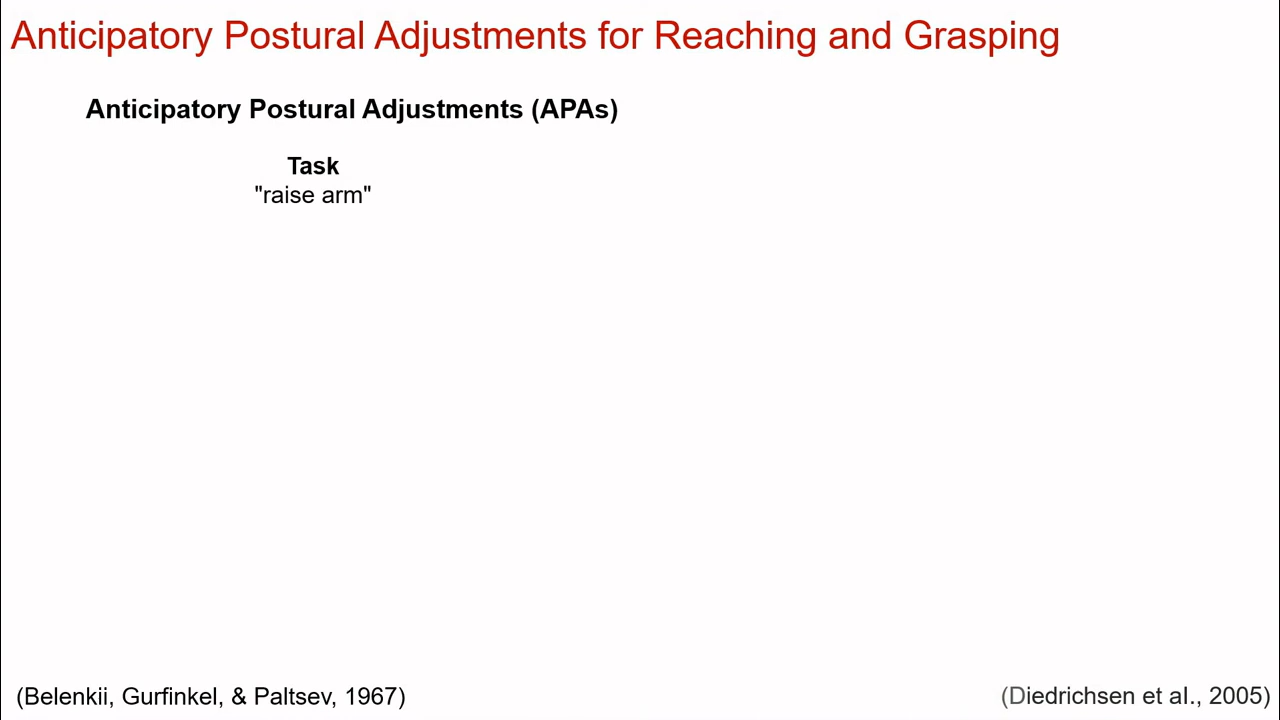 Anticipatory Postural Adjustments for Reaching and Grasping
Anticipatory Postural Adjustments (APAs)
Task
"raise arm"
(Belenkii, Gurfinkel, & Paltsev, 1967)
(Diedrichsen et al., 2005)